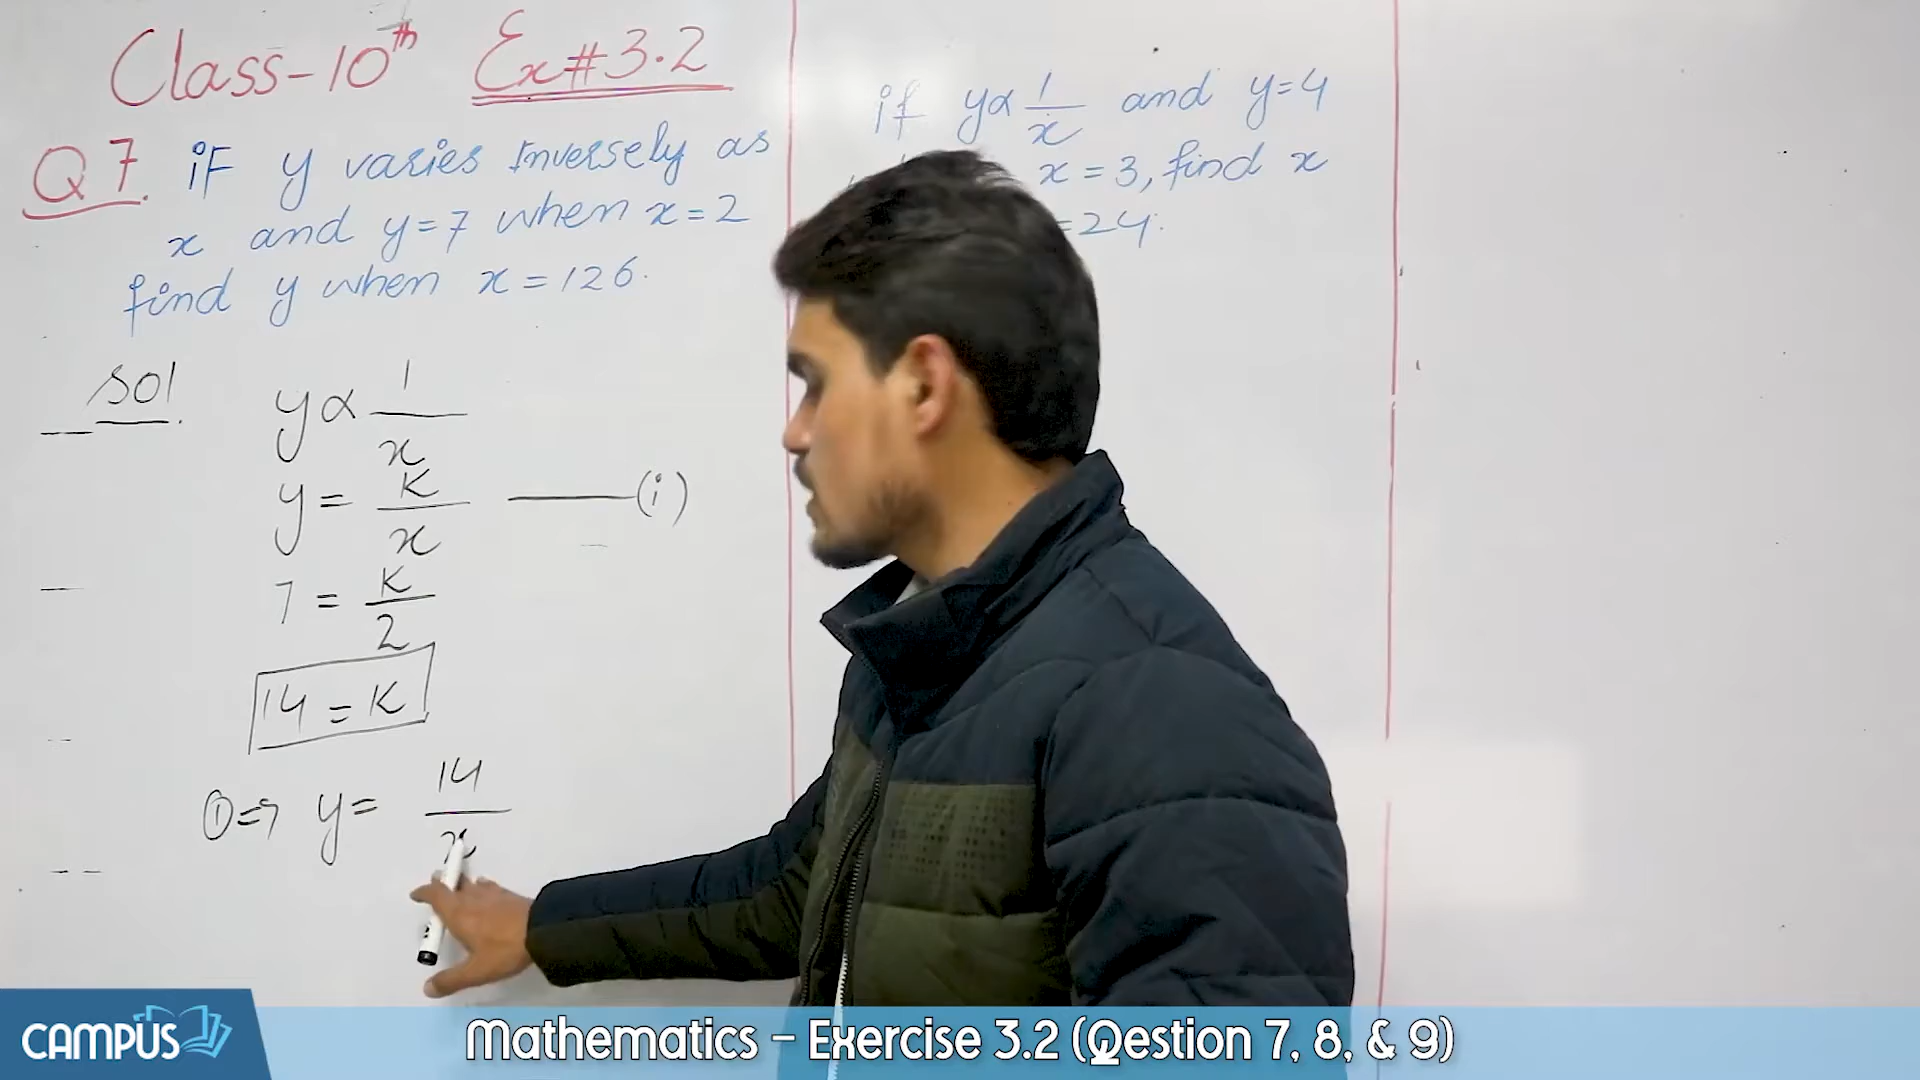 Class-10th Ex#3.2
Q7. iF y varies Inversely as
x and y=7 when x=2
find y when x=126.
sol.
y∝1/x
y=K/x ——(i)
7=K/2
14=K
①⇒ y=14/x
if y∝1/x and y=4
x=3, find x
=24.
CAMPUS
Mathematics – Exercise 3.2 (Qestion 7, 8, & 9)